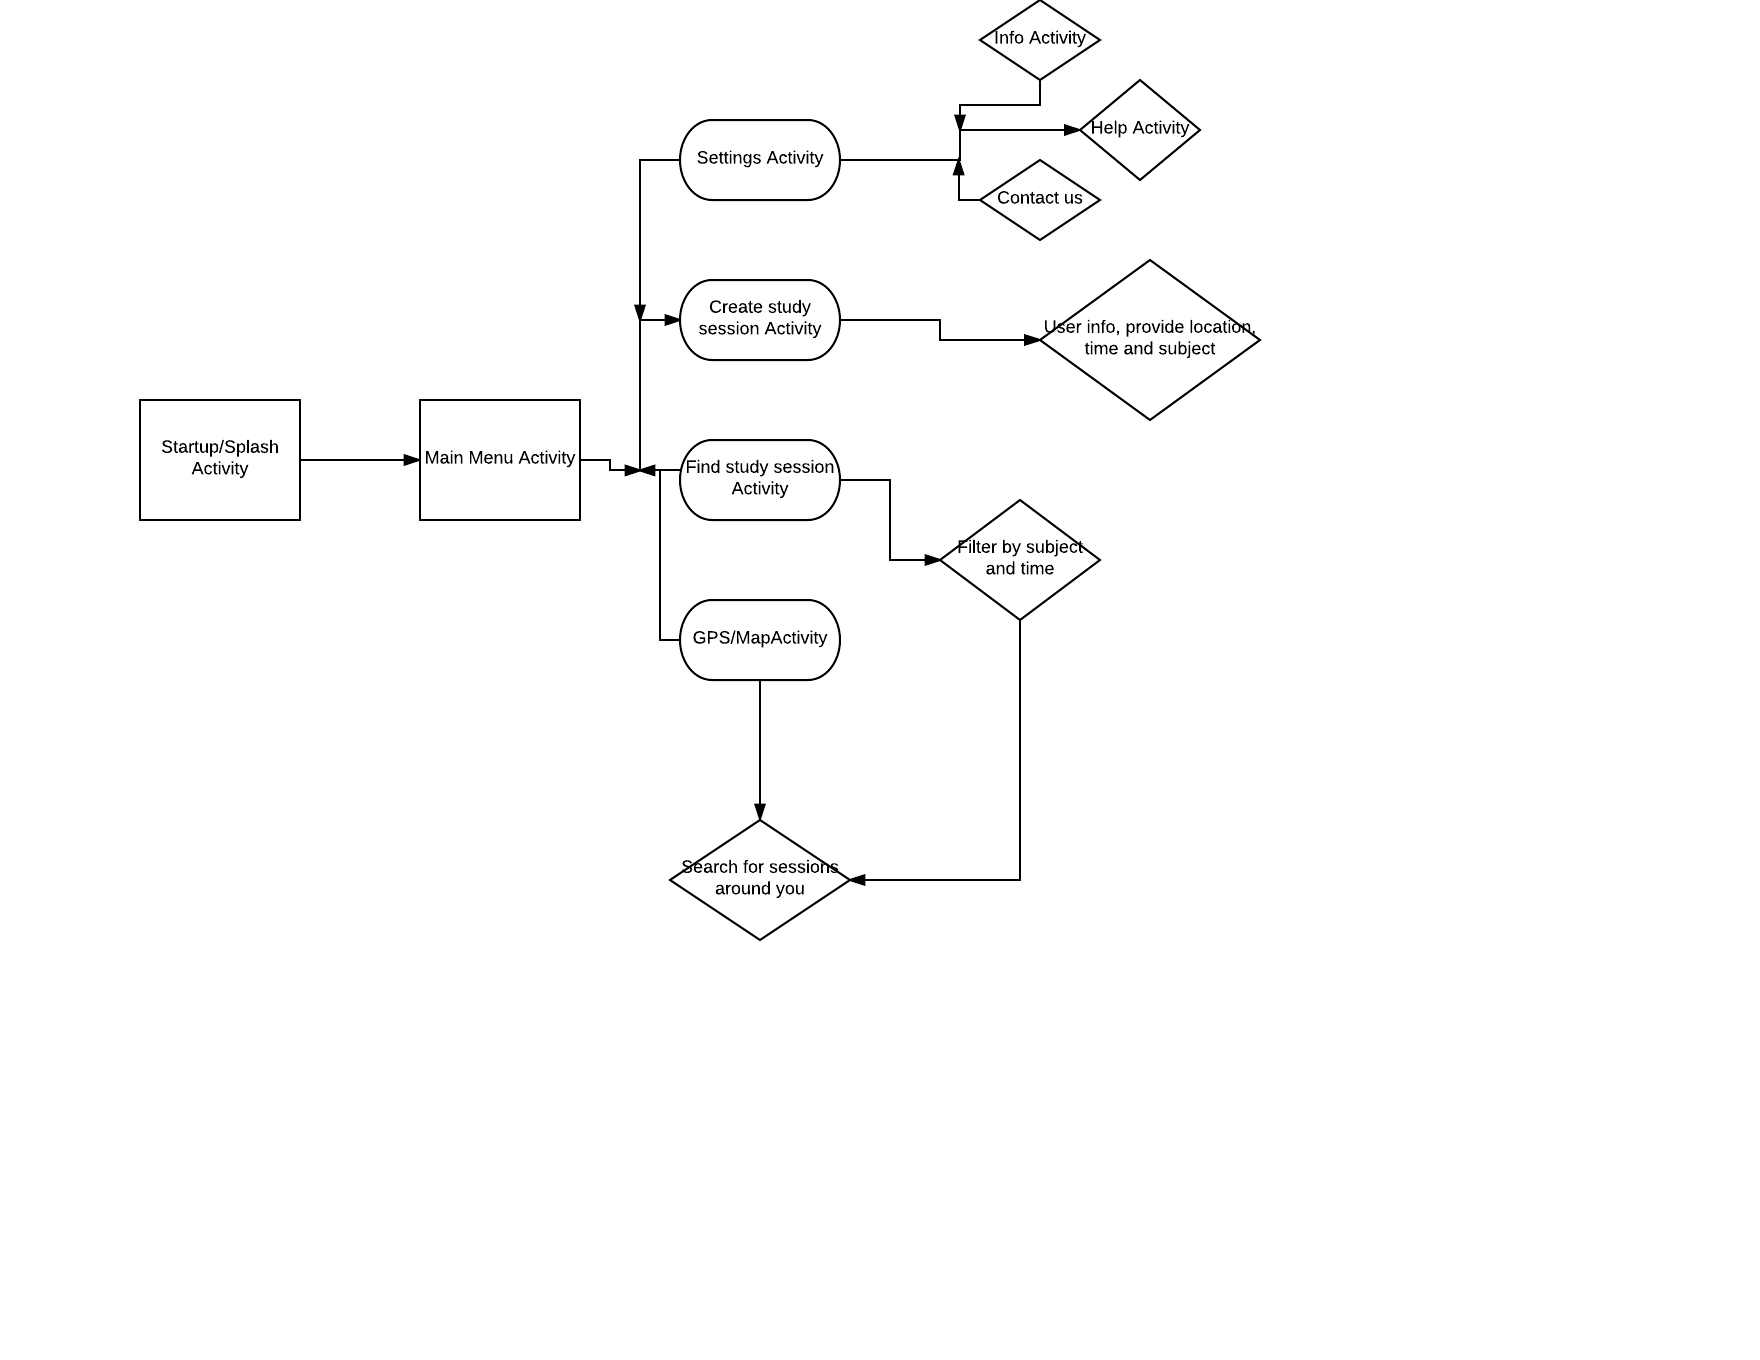 Info Activity
Help Activity
Settings Activity
Contact us
Create study
session Activity
User info, provide location,
time and subject
Startup/Splash
Activity
Main Menu Activity
Find study session
Activity
Filter by subject
and time
GPS/MapActivity
Search for sessions
around you